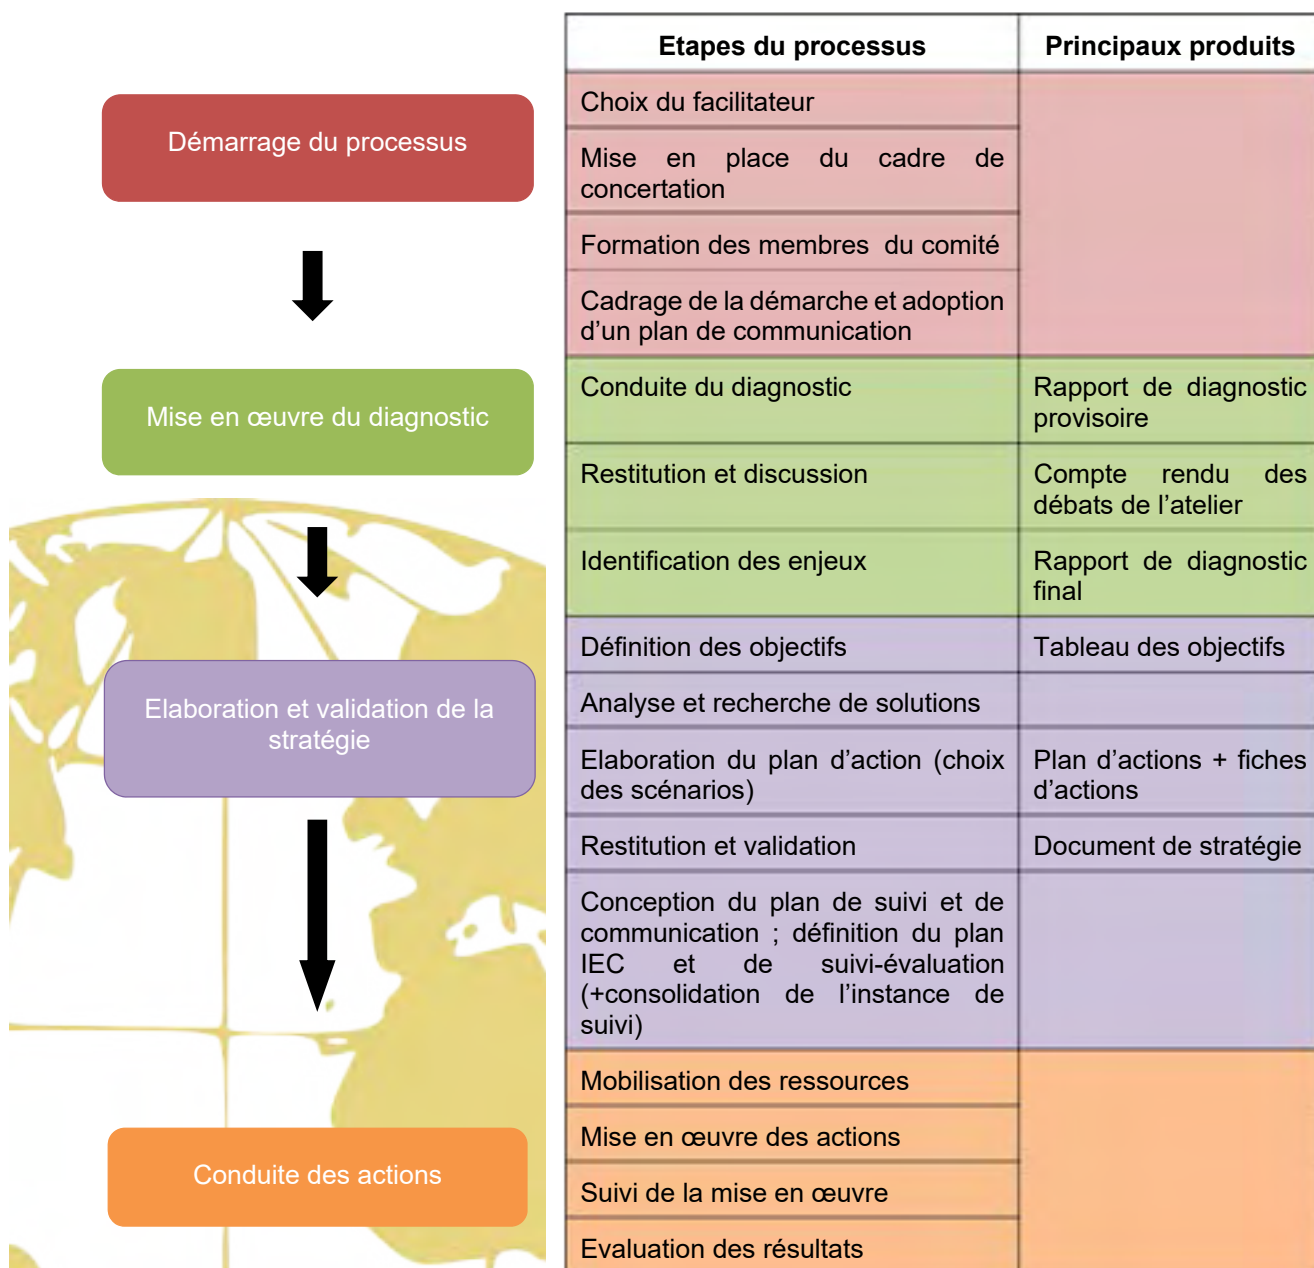 Démarrage du processus
Mise en œuvre du diagnostic
Elaboration et validation de la
stratégie
Conduite des actions
Etapes du processus Principaux produits
Choix du facilitateur
Mise en place du cadre de
concertation
Formation des membres du comité
Cadrage de la démarche et adoption
d’un plan de communication
Conduite du diagnostic
Rapport de diagnostic
provisoire
Restitution et discussion
Compte rendu des
débats de l’atelier
Identification des enjeux
Rapport de diagnostic
final
Définition des objectifs
Tableau des objectifs
Analyse et recherche de solutions
Elaboration du plan d’action (choix
des scénarios)
Plan d’actions + fiches
d’actions
Restitution et validation
Document de stratégie
Conception du plan de suivi et de
communication ; définition du plan
IEC et de suivi-évaluation
(+consolidation de l’instance de
suivi)
Mobilisation des ressources
Mise en œuvre des actions
Suivi de la mise en œuvre
Evaluation des résultats